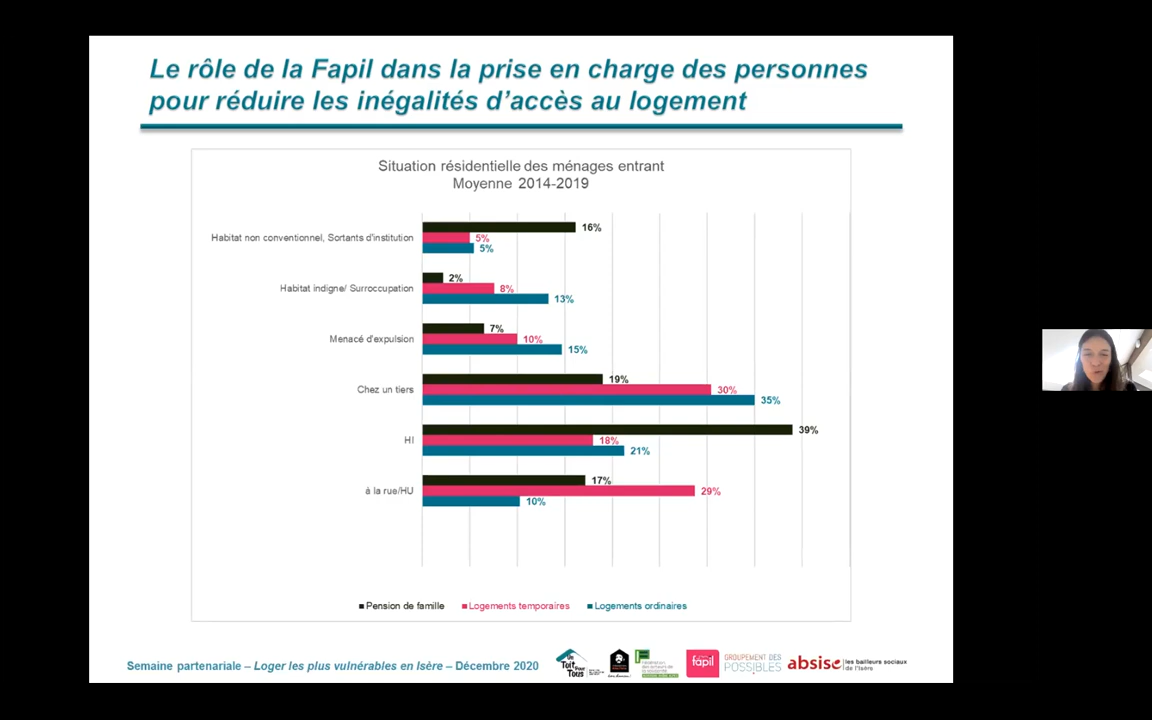 Le rôle de la Fapil dans la prise en charge des personnes
pour réduire les inégalités d’accès au logement
Situation résidentielle des ménages entrant
Moyenne 2014-2019
Habitat non conventionnel, Sortants d'institution
16%
5%
5%
Habitat indigne/ Surroccupation
2%
8%
13%
Menacé d'expulsion
7%
10%
15%
Chez un tiers
19%
30%
35%
HI
39%
18%
21%
à la rue/HU
17%
29%
10%
Pension de famille
Logements temporaires
Logements ordinaires
Semaine partenariale – Loger les plus vulnérables en Isère – Décembre 2020
Un Toit Pour Tous
fapil
GROUPEMENT DES
POSSIBLES
absise
les bailleurs sociaux
de l'Isère